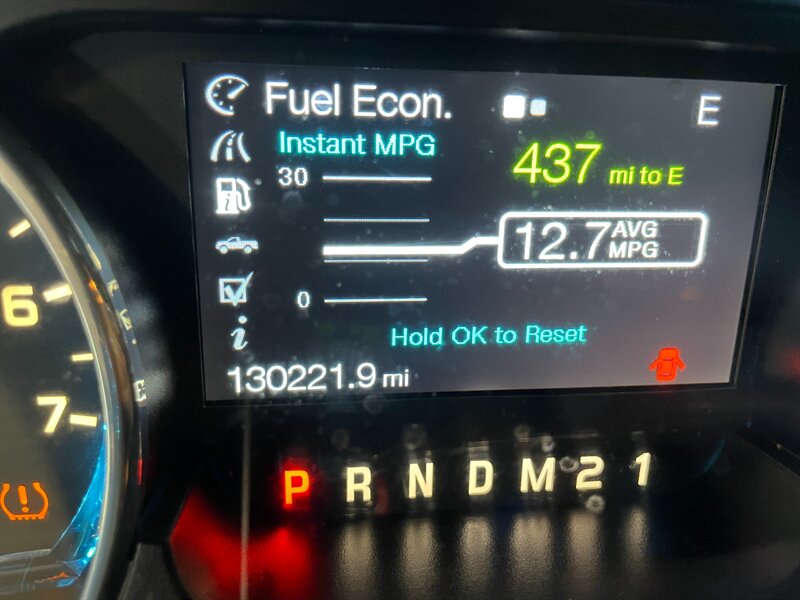 Fuel Econ.
E
Instant MPG
30
437 mi to E
12.7 AVG MPG
0
Hold OK to Reset
130221.9 mi
6
7
P R N D M 2 1